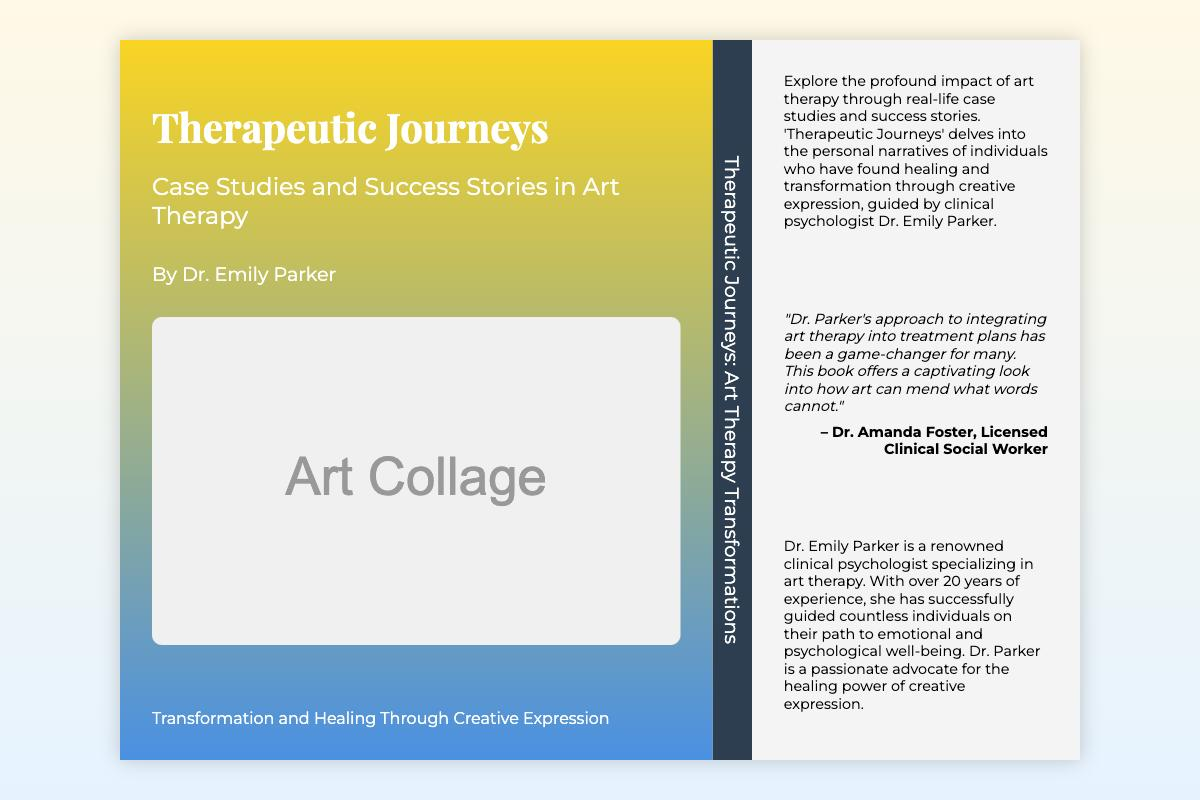 Therapeutic Journeys
Case Studies and Success Stories in Art
Therapy
By Dr. Emily Parker
Art Collage
Transformation and Healing Through Creative Expression
Therapeutic Journeys: Art Therapy Transformations
Explore the profound impact of art
therapy through real-life case
studies and success stories.
'Therapeutic Journeys' delves into
the personal narratives of individuals
who have found healing and
transformation through creative
expression, guided by clinical
psychologist Dr. Emily Parker.
"Dr. Parker's approach to integrating
art therapy into treatment plans has
been a game-changer for many.
This book offers a captivating look
into how art can mend what words
cannot."
– Dr. Amanda Foster, Licensed
Clinical Social Worker
Dr. Emily Parker is a renowned
clinical psychologist specializing in
art therapy. With over 20 years of
experience, she has successfully
guided countless individuals on
their path to emotional and
psychological well-being. Dr. Parker
is a passionate advocate for the
healing power of creative
expression.